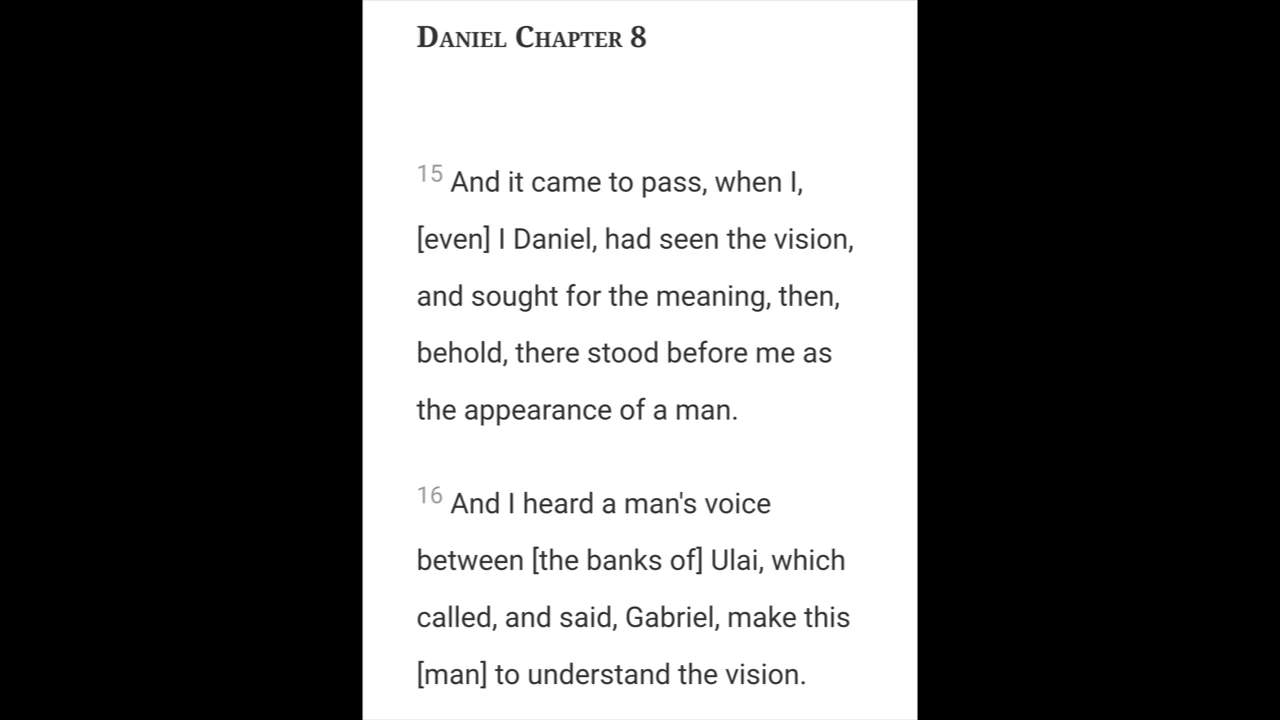 Daniel Chapter 8
15 And it came to pass, when I,
[even] I Daniel, had seen the vision,
and sought for the meaning, then,
behold, there stood before me as
the appearance of a man.
16 And I heard a man's voice
between [the banks of] Ulai, which
called, and said, Gabriel, make this
[man] to understand the vision.